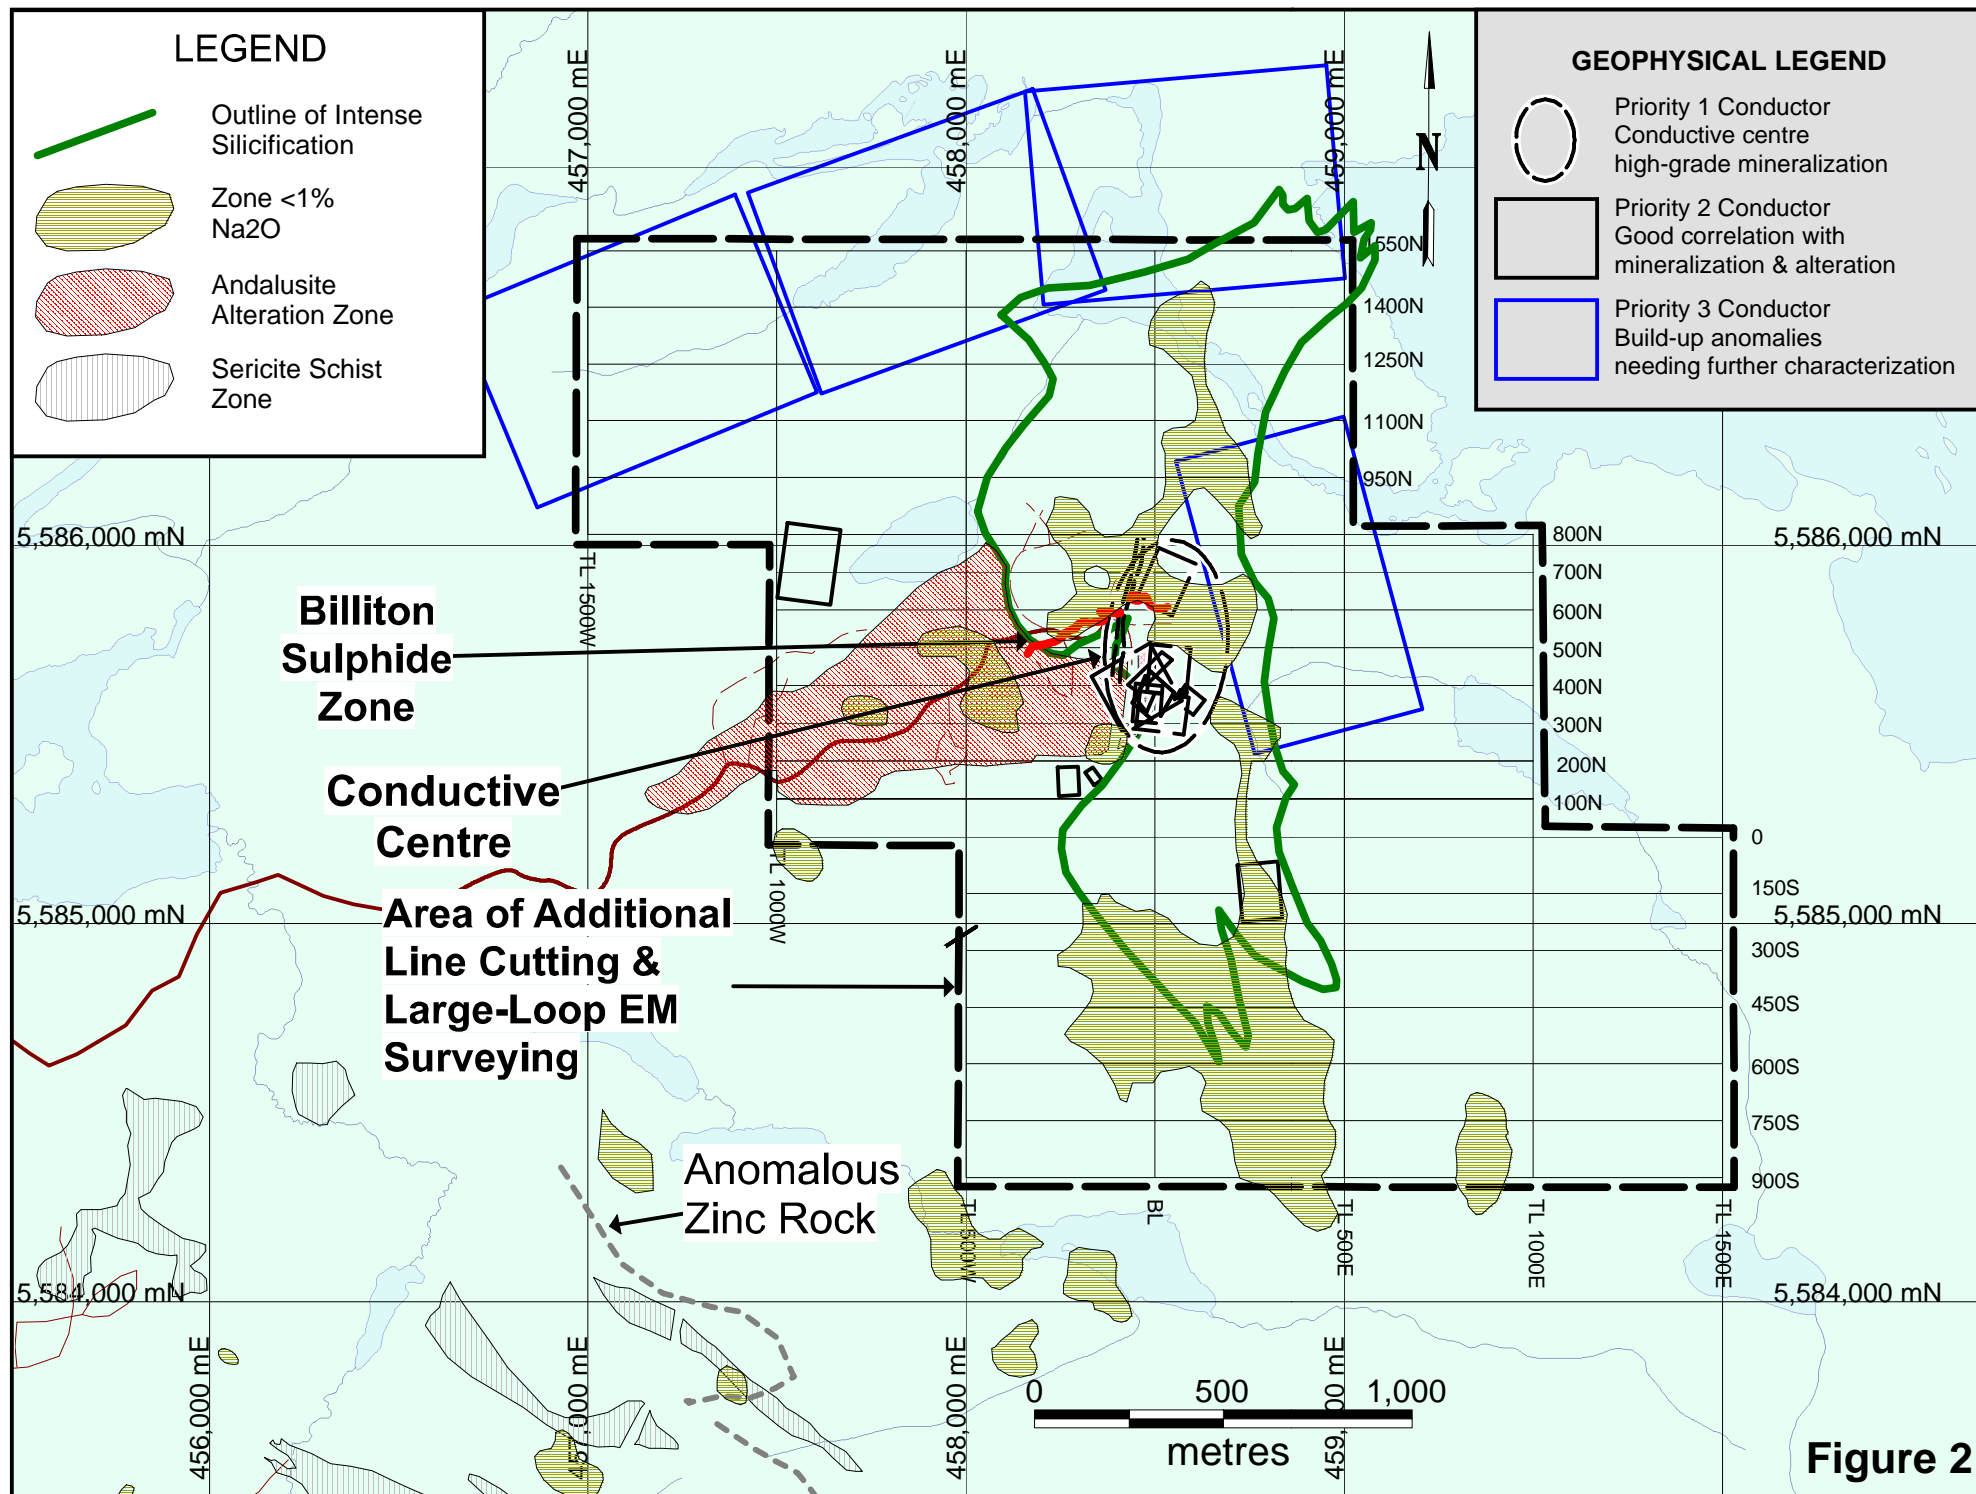 LEGEND
Outline of Intense
Silicification
Zone <1%
Na2O
Andalusite
Alteration Zone
Sericite Schist
Zone
GEOPHYSICAL LEGEND
Priority 1 Conductor
Conductive centre
high-grade mineralization
Priority 2 Conductor
Good correlation with
mineralization & alteration
Priority 3 Conductor
Build-up anomalies
needing further characterization
N
457,000 mE
458,000 mE
459,000 mE
1550N
1400N
1250N
1100N
950N
800N
700N
600N
500N
400N
300N
200N
100N
0
150S
300S
450S
600S
750S
900S
5,586,000 mN
5,586,000 mN
TL 1500W
Billiton
Sulphide
Zone
Conductive
Centre
TL 1000W
Area of Additional
Line Cutting &
Large-Loop EM
Surveying
5,585,000 mN
5,585,000 mN
Anomalous
Zinc Rock
TL 500W
BL
TL 500E
TL 1000E
TL 1500E
5,584,000 mN
5,584,000 mN
456,000 mE
457,000 mE
458,000 mE
459,000 mE
0 500 1,000
metres
Figure 2